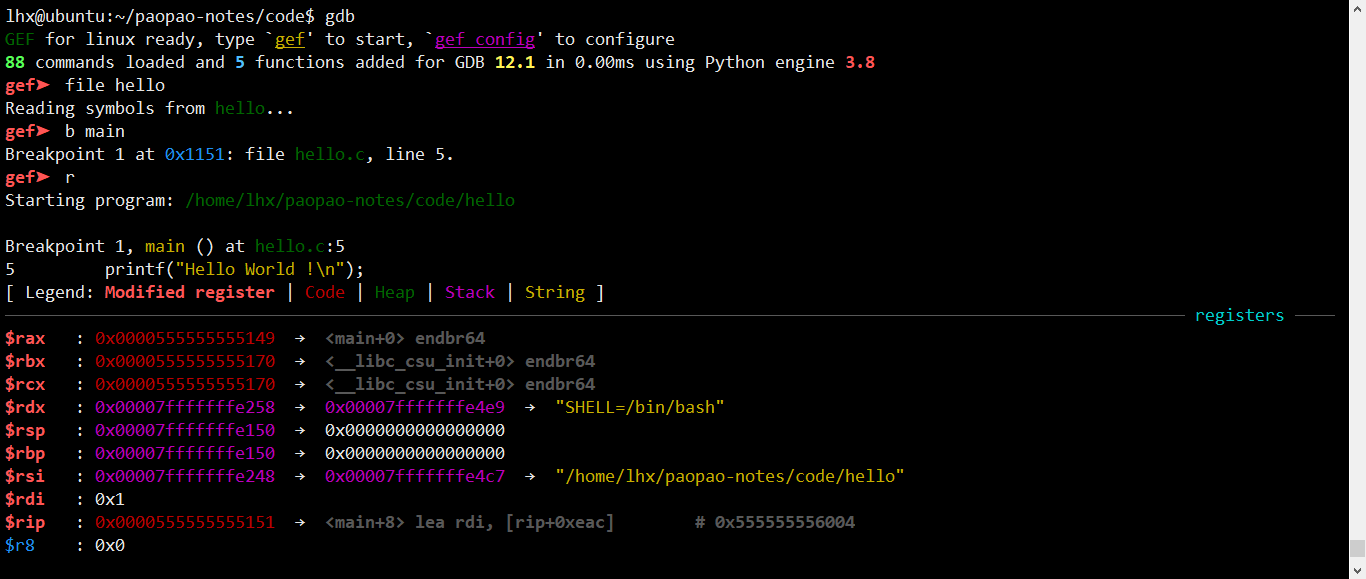 lhx@ubuntu:~/paopao-notes/code$ gdb
GEF for linux ready, type `gef' to start, `gef config' to configure
88 commands loaded and 5 functions added for GDB 12.1 in 0.00ms using Python engine 3.8
gef➤  file hello
Reading symbols from hello...
gef➤  b main
Breakpoint 1 at 0x1151: file hello.c, line 5.
gef➤  r
Starting program: /home/lhx/paopao-notes/code/hello
Breakpoint 1, main () at hello.c:5
5         printf("Hello World !\n");
[ Legend: Modified register | Code | Heap | Stack | String ]
registers
$rax   : 0x0000555555555149  →  <main+0> endbr64
$rbx   : 0x0000555555555170  →  <__libc_csu_init+0> endbr64
$rcx   : 0x0000555555555170  →  <__libc_csu_init+0> endbr64
$rdx   : 0x00007fffffffe258  →  0x00007fffffffe4e9  →  "SHELL=/bin/bash"
$rsp   : 0x00007fffffffe150  →  0x0000000000000000
$rbp   : 0x00007fffffffe150  →  0x0000000000000000
$rsi   : 0x00007fffffffe248  →  0x00007fffffffe4c7  →  "/home/lhx/paopao-notes/code/hello"
$rdi   : 0x1
$rip   : 0x0000555555555151  →  <main+8> lea rdi, [rip+0xeac]        # 0x555555556004
$r8    : 0x0